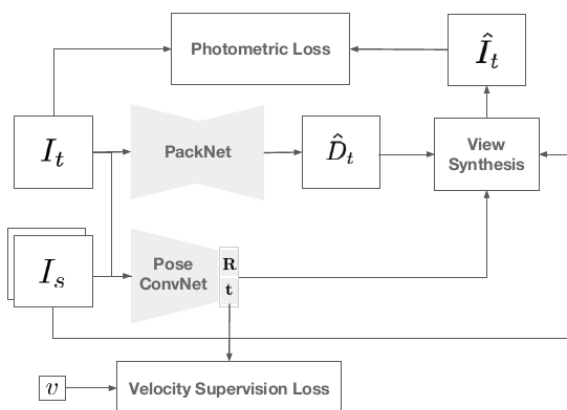 Photometric Loss
Î_t
I_t
PackNet
D̂_t
View
Synthesis
I_s
Pose
ConvNet
R
t
v
Velocity Supervision Loss